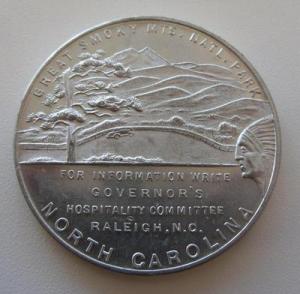 GREAT SMOKY MTS. NATL. PARK
FOR INFORMATION WRITE
GOVERNOR'S
HOSPITALITY COMMITTEE
RALEIGH, N.C.
NORTH CAROLINA